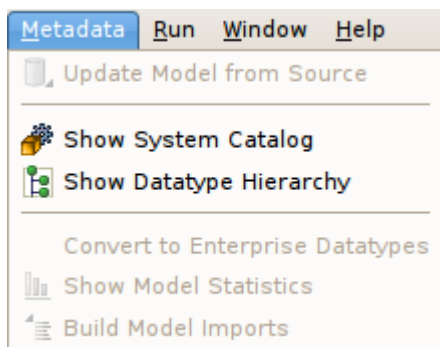 Metadata Run Window Help
Update Model from Source
Show System Catalog
Show Datatype Hierarchy
Convert to Enterprise Datatypes
Show Model Statistics
Build Model Imports